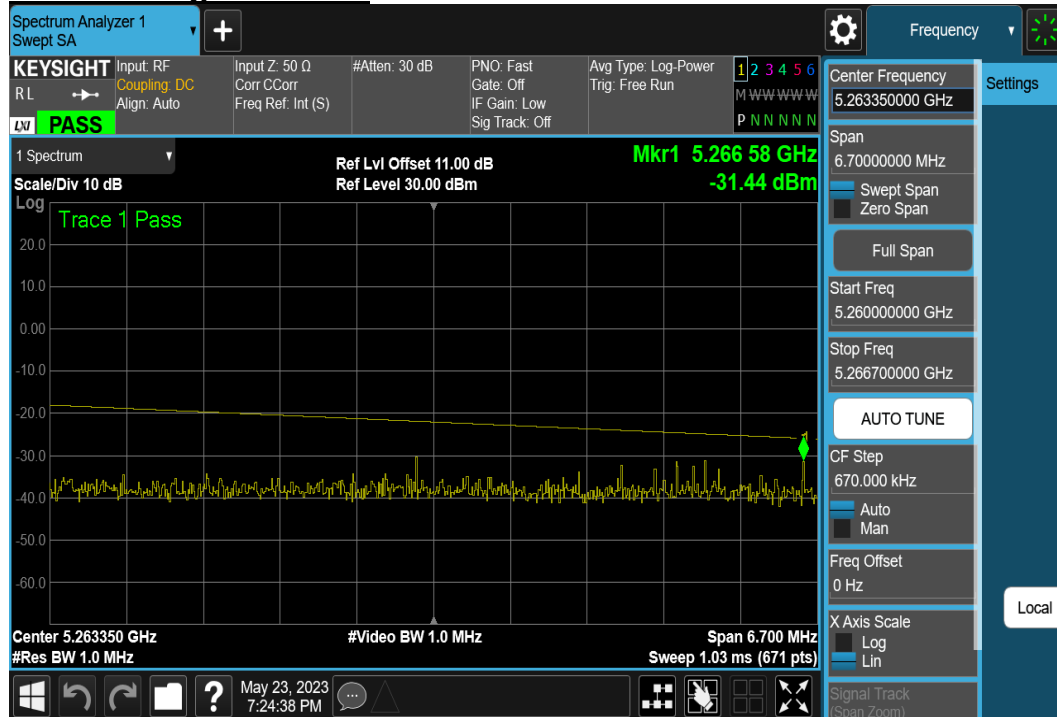 Spectrum Analyzer 1
Swept SA
+
Frequency
KEYSIGHT
RL
LXI PASS
Input: RF
Coupling: DC
Align: Auto
Input Z: 50 Ω
Corr CCorr
Freq Ref: Int (S)
#Atten: 30 dB
PNO: Fast
Gate: Off
IF Gain: Low
Sig Track: Off
Avg Type: Log-Power
Trig: Free Run
1 2 3 4 5 6
M W W W W W
P N N N N N
1 Spectrum
Scale/Div 10 dB
Ref Lvl Offset 11.00 dB
Ref Level 30.00 dBm
Mkr1 5.266 58 GHz
-31.44 dBm
Log
Trace 1 Pass
20.0
10.0
0.00
-10.0
-20.0
-30.0
-40.0
-50.0
-60.0
1
Center 5.263350 GHz
#Res BW 1.0 MHz
#Video BW 1.0 MHz
Span 6.700 MHz
Sweep 1.03 ms (671 pts)
Center Frequency
5.263350000 GHz
Span
6.70000000 MHz
Swept Span
Zero Span
Full Span
Start Freq
5.260000000 GHz
Stop Freq
5.266700000 GHz
AUTO TUNE
CF Step
670.000 kHz
Auto
Man
Freq Offset
0 Hz
X Axis Scale
Log
Lin
Signal Track
(Span Zoom)
Settings
Local
?
May 23, 2023
7:24:38 PM